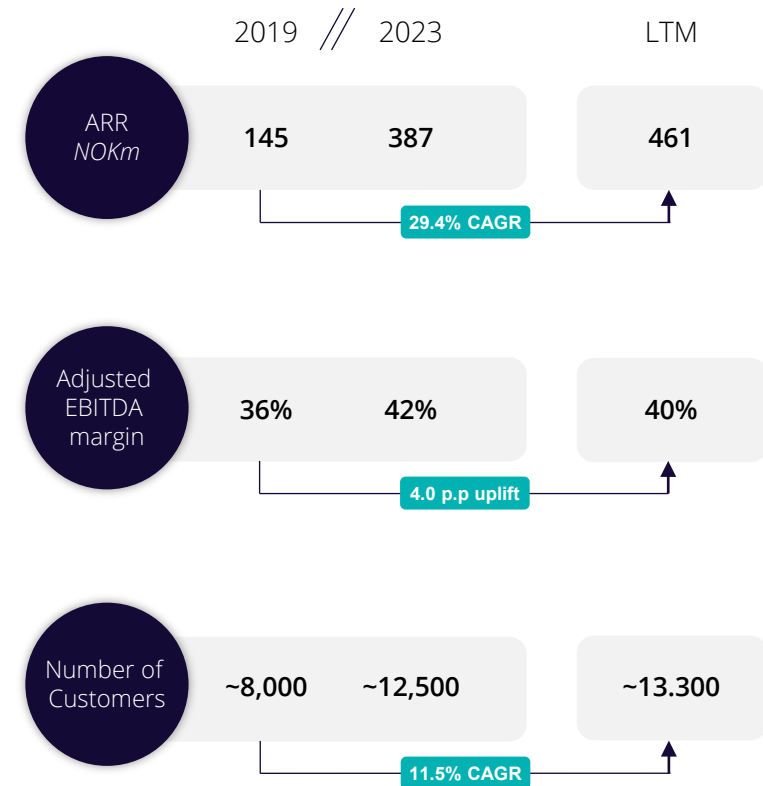 2019 // 2023 LTM
ARR
NOKm
145 387 461
29.4% CAGR
Adjusted
EBITDA
margin
36% 42% 40%
4.0 p.p uplift
Number of
Customers
~8,000 ~12,500 ~13.300
11.5% CAGR